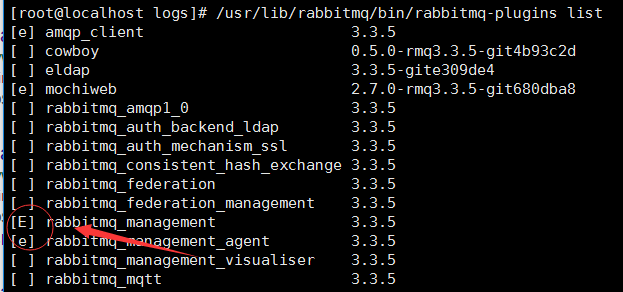 [root@localhost logs]# /usr/lib/rabbitmq/bin/rabbitmq-plugins list
[e] amqp_client 3.3.5
[ ] cowboy 0.5.0-rmq3.3.5-git4b93c2d
[ ] eldap 3.3.5-gite309de4
[e] mochiweb 2.7.0-rmq3.3.5-git680dba8
[ ] rabbitmq_amqp1_0 3.3.5
[ ] rabbitmq_auth_backend_ldap 3.3.5
[ ] rabbitmq_auth_mechanism_ssl 3.3.5
[ ] rabbitmq_consistent_hash_exchange 3.3.5
[ ] rabbitmq_federation 3.3.5
[ ] rabbitmq_federation_management 3.3.5
[E] rabbitmq_management 3.3.5
[e] rabbitmq_management_agent 3.3.5
[ ] rabbitmq_management_visualiser 3.3.5
[ ] rabbitmq_mqtt 3.3.5